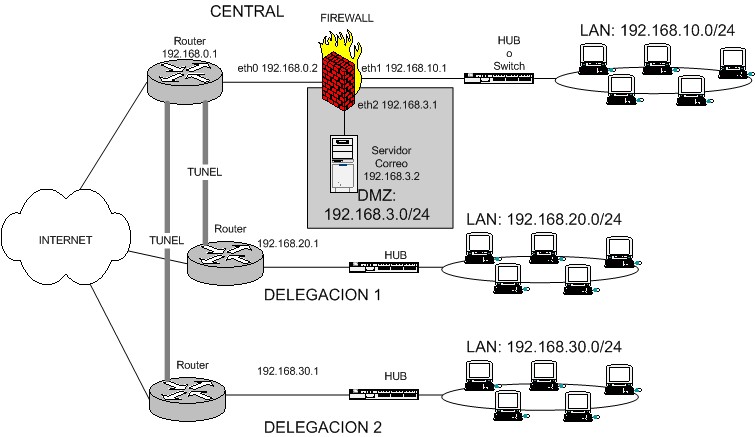 CENTRAL
FIREWALL
Router
192.168.0.1
eth0 192.168.0.2
eth1 192.168.10.1
HUB
o
Switch
LAN: 192.168.10.0/24
eth2 192.168.3.1
Servidor
Correo
192.168.3.2
DMZ:
192.168.3.0/24
TUNEL
INTERNET
TUNEL
Router
192.168.20.1
HUB
LAN: 192.168.20.0/24
DELEGACION 1
Router
192.168.30.1
HUB
LAN: 192.168.30.0/24
DELEGACION 2